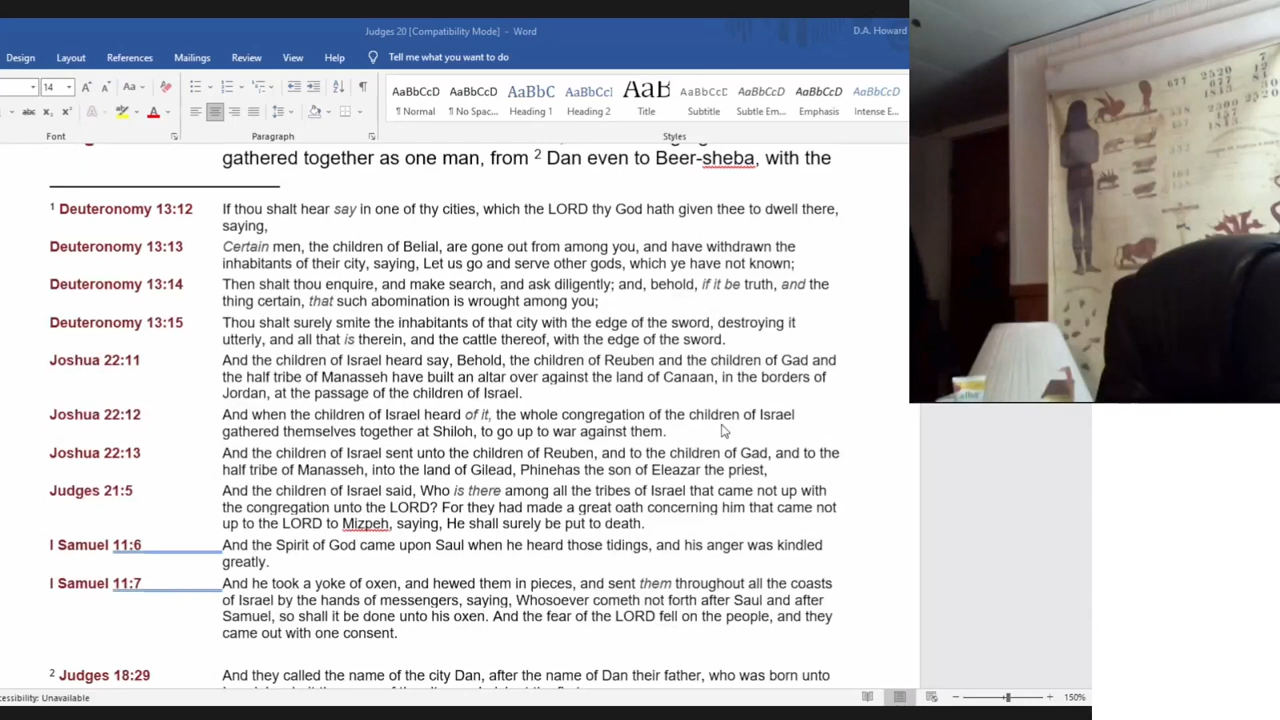 Judges 20 [Compatibility Mode] - Word
D.A. Howard
Design Layout References Mailings Review View Help Tell me what you want to do
14 Aa
AaBbCcD AaBbCcD AaBbC AaBbCcI AaB AaBbCcD AaBbCcD AaBbCcD AaBbCcD
¶ Normal ¶ No Spac... Heading 1 Heading 2 Title Subtitle Subtle Em... Emphasis Intense E...
Font Paragraph Styles
gathered together as one man, from 2 Dan even to Beer-sheba, with the
1 Deuteronomy 13:12 If thou shalt hear say in one of thy cities, which the LORD thy God hath given thee to dwell there,
saying,
Deuteronomy 13:13 Certain men, the children of Belial, are gone out from among you, and have withdrawn the
inhabitants of their city, saying, Let us go and serve other gods, which ye have not known;
Deuteronomy 13:14 Then shalt thou enquire, and make search, and ask diligently; and, behold, if it be truth, and the
thing certain, that such abomination is wrought among you;
Deuteronomy 13:15 Thou shalt surely smite the inhabitants of that city with the edge of the sword, destroying it
utterly, and all that is therein, and the cattle thereof, with the edge of the sword.
Joshua 22:11 And the children of Israel heard say, Behold, the children of Reuben and the children of Gad and
the half tribe of Manasseh have built an altar over against the land of Canaan, in the borders of
Jordan, at the passage of the children of Israel.
Joshua 22:12 And when the children of Israel heard of it, the whole congregation of the children of Israel
gathered themselves together at Shiloh, to go up to war against them.
Joshua 22:13 And the children of Israel sent unto the children of Reuben, and to the children of Gad, and to the
half tribe of Manasseh, into the land of Gilead, Phinehas the son of Eleazar the priest,
Judges 21:5 And the children of Israel said, Who is there among all the tribes of Israel that came not up with
the congregation unto the LORD? For they had made a great oath concerning him that came not
up to the LORD to Mizpeh, saying, He shall surely be put to death.
I Samuel 11:6 And the Spirit of God came upon Saul when he heard those tidings, and his anger was kindled
greatly.
I Samuel 11:7 And he took a yoke of oxen, and hewed them in pieces, and sent them throughout all the coasts
of Israel by the hands of messengers, saying, Whosoever cometh not forth after Saul and after
Samuel, so shall it be done unto his oxen. And the fear of the LORD fell on the people, and they
came out with one consent.
2 Judges 18:29 And they called the name of the city Dan, after the name of Dan their father, who was born unto
ccessibility: Unavailable
150%
677 2520
677
1843
2300
1843 2520